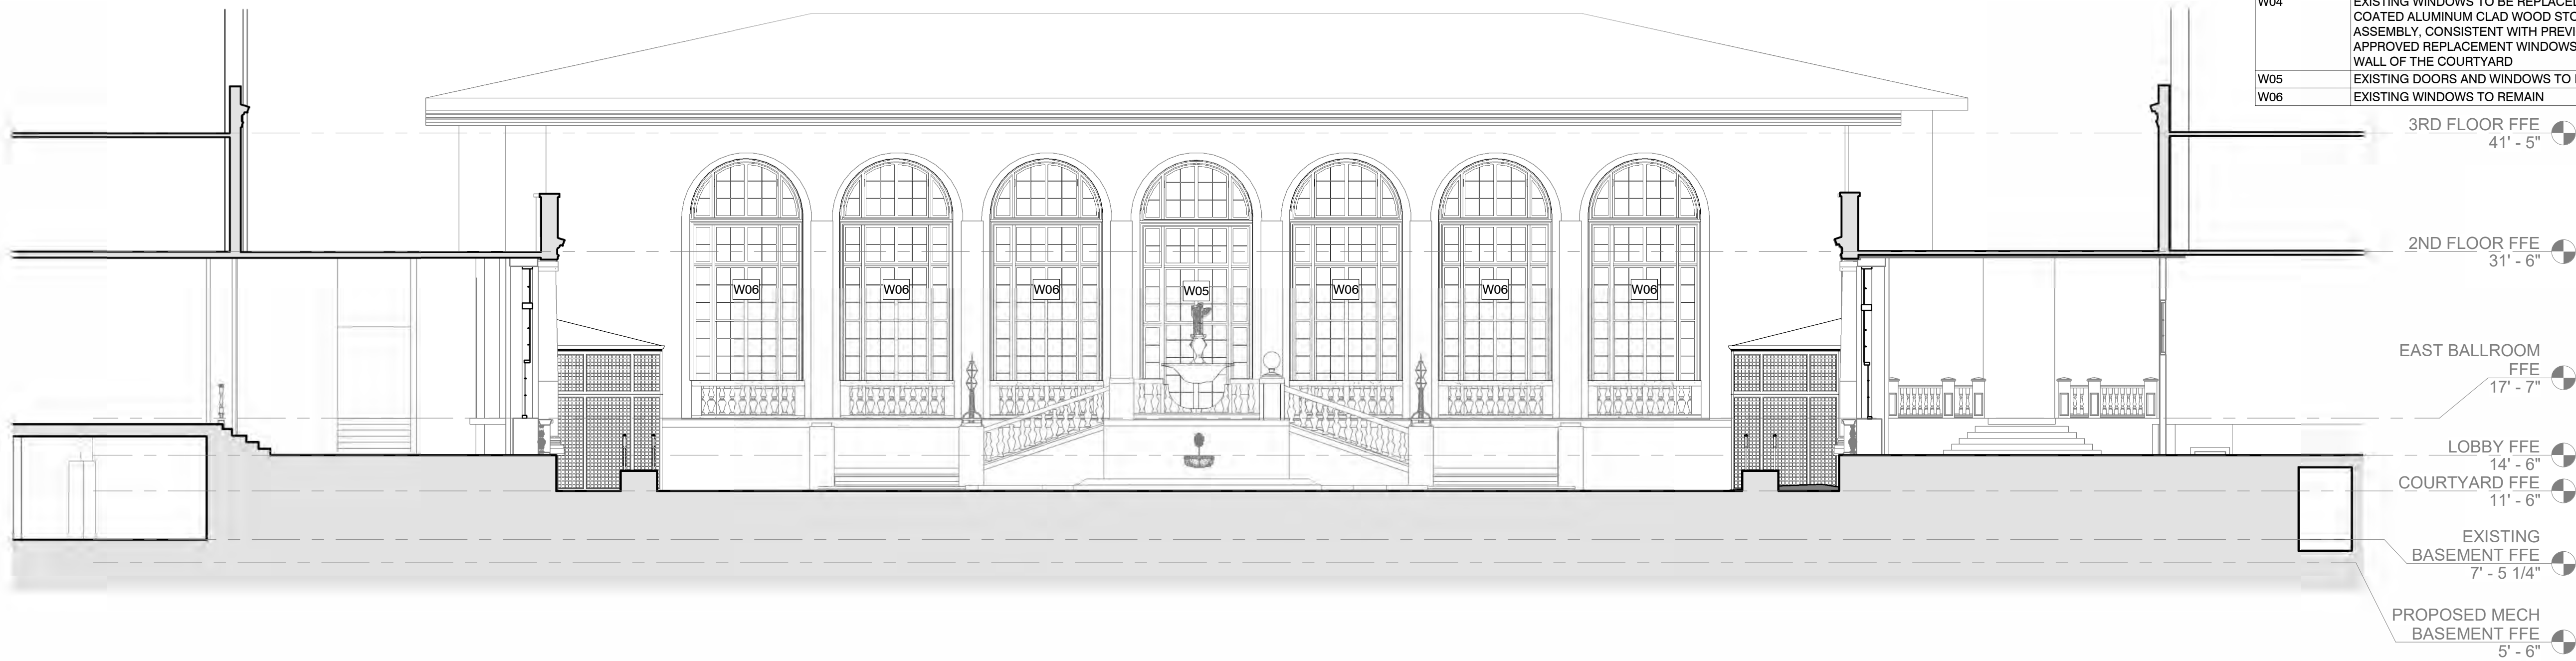 W04 EXISTING WINDOWS TO BE REPLACED
COATED ALUMINUM CLAD WOOD
ASSEMBLY, CONSISTENT WITH
APPROVED REPLACEMENT WINDOWS
WALL OF THE COURTYARD
W05 EXISTING DOORS AND WINDOWS TO
W06 EXISTING WINDOWS TO REMAIN
3RD FLOOR FFE
41' - 5"
2ND FLOOR FFE
31' - 6"
W06 W06 W06 W05 W06 W06 W06
EAST BALLROOM
FFE
17' - 7"
LOBBY FFE
14' - 6"
COURTYARD FFE
11' - 6"
EXISTING
BASEMENT FFE
7' - 5 1/4"
PROPOSED MECH
BASEMENT FFE
5' - 6"